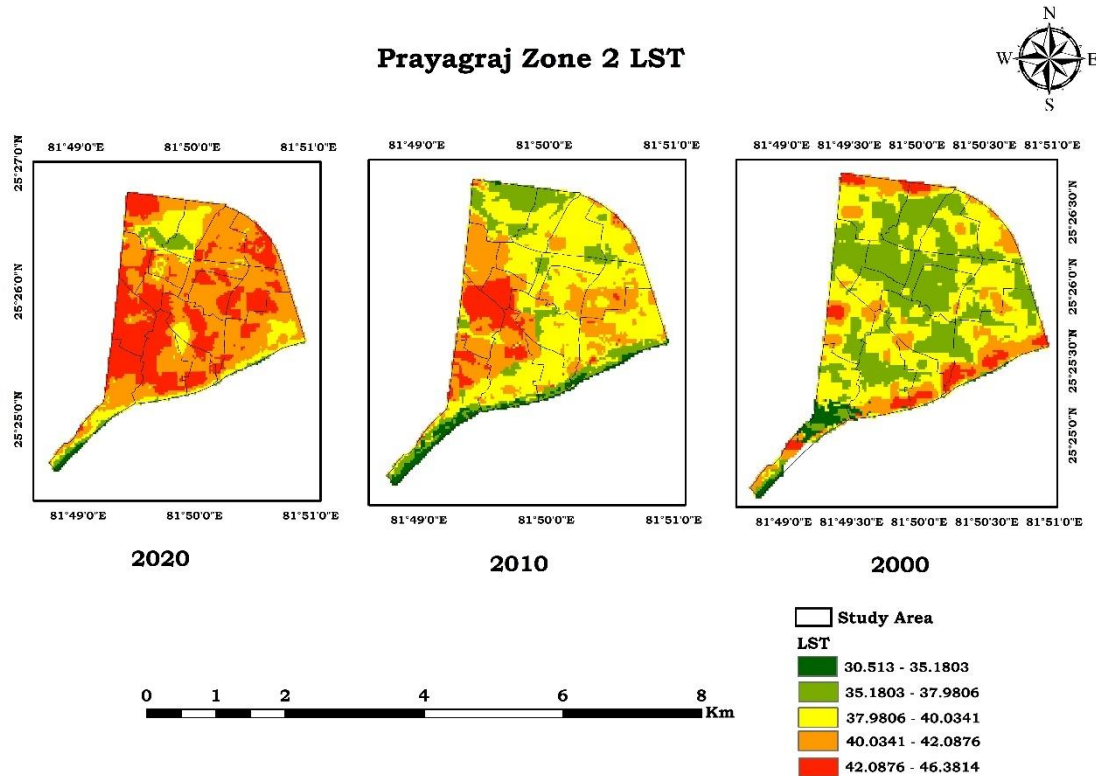 Prayagraj Zone 2 LST
N
W E
S
81°49'0"E 81°50'0"E 81°51'0"E
25°27'0"N
25°26'0"N
25°25'0"N
81°49'0"E 81°50'0"E 81°51'0"E
2020
81°49'0"E 81°50'0"E 81°51'0"E
81°49'0"E 81°50'0"E 81°51'0"E
2010
81°49'0"E 81°49'30"E 81°50'0"E 81°50'30"E 81°51'0"E
25°26'30"N
25°26'0"N
25°25'30"N
25°25'0"N
81°49'0"E 81°49'30"E 81°50'0"E 81°50'30"E 81°51'0"E
2000
Study Area
LST
30.513 - 35.1803
35.1803 - 37.9806
37.9806 - 40.0341
40.0341 - 42.0876
42.0876 - 46.3814
0 1 2 4 6 8
Km